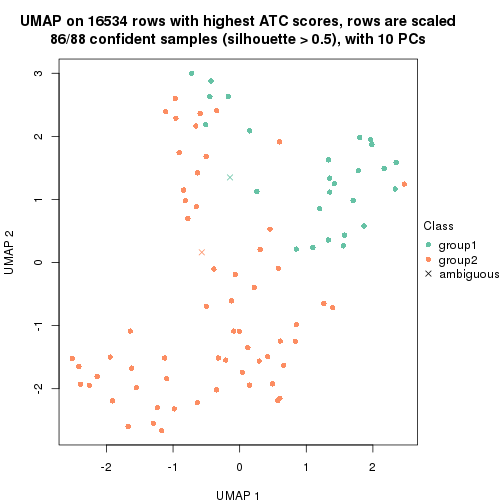 UMAP on 16534 rows with highest ATC scores, rows are scaled
86/88 confident samples (silhouette > 0.5), with 10 PCs
3
2
1
0
-1
-2
UMAP 2
-2
-1
0
1
2
UMAP 1
Class
group1
group2
ambiguous